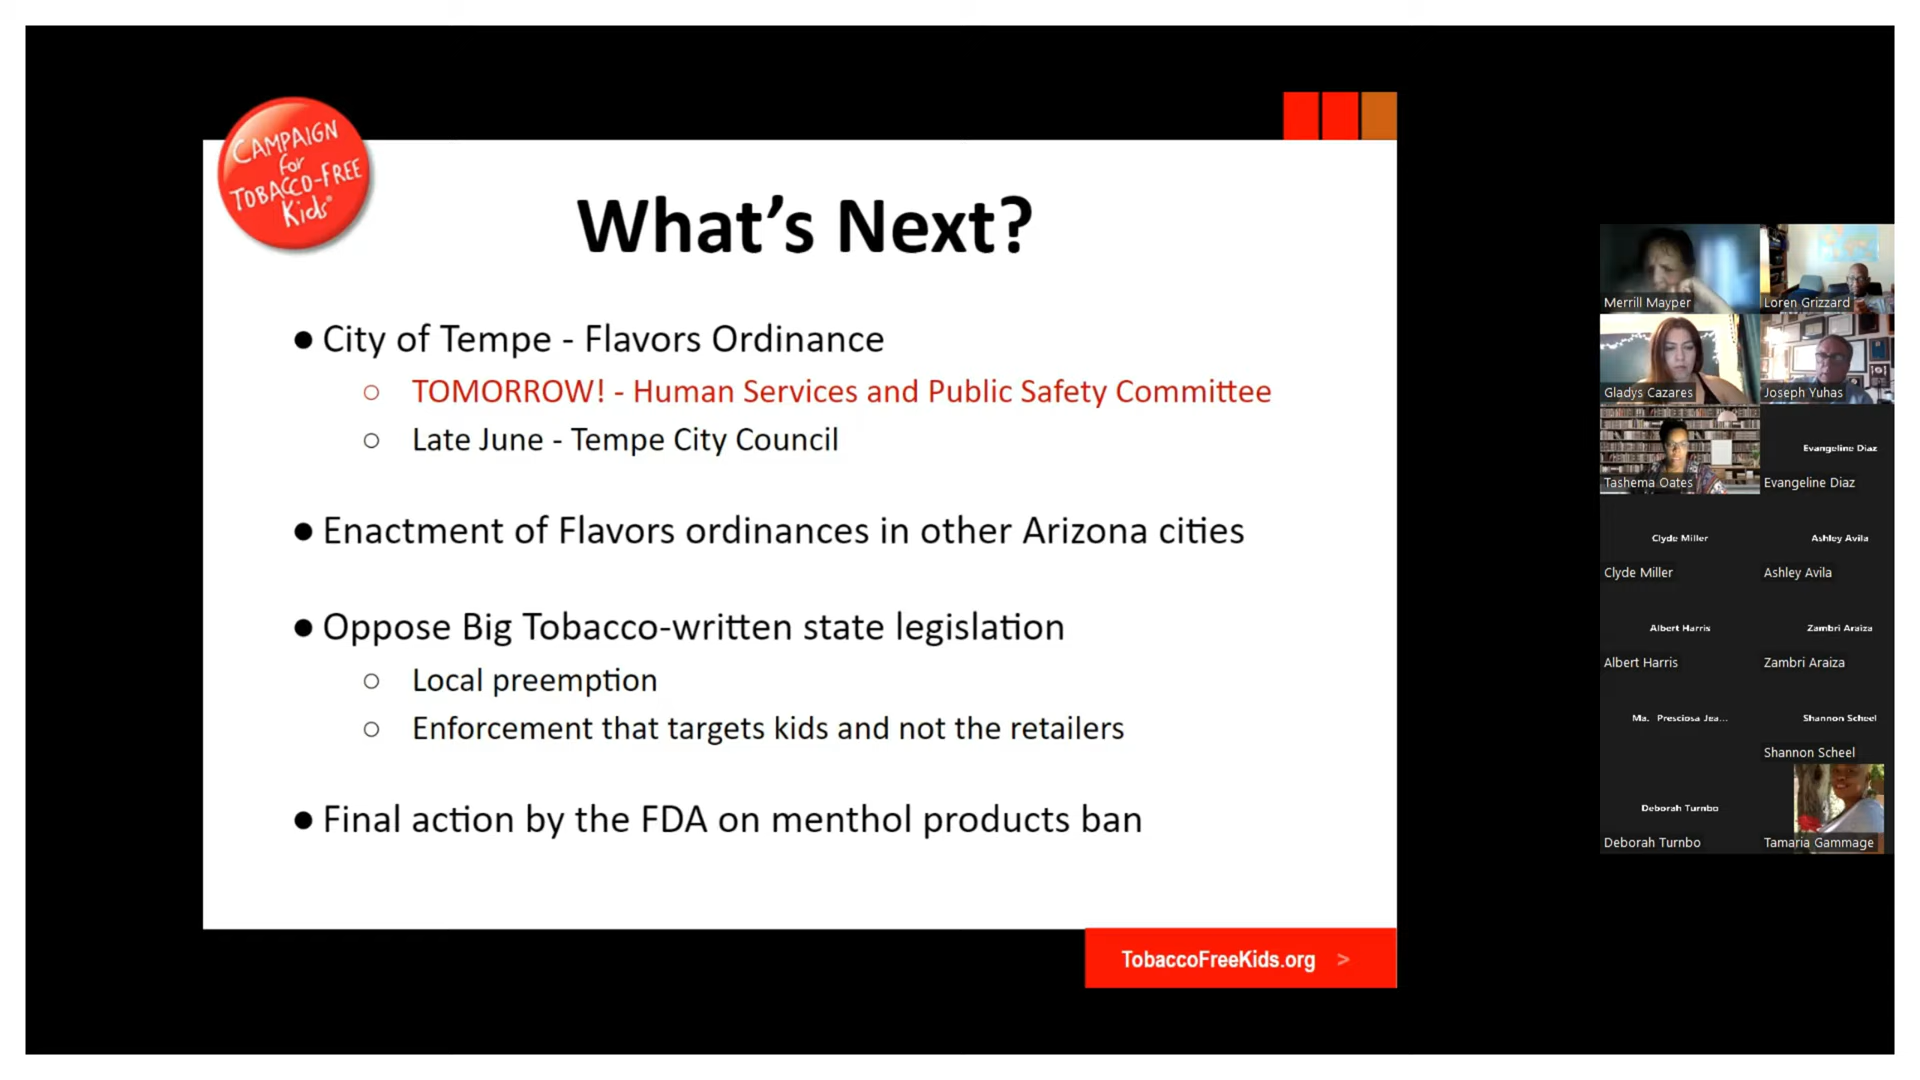 CAMPAIGN
for
TOBACCO-FREE
Kids®
What's Next?
● City of Tempe - Flavors Ordinance
○ TOMORROW! - Human Services and Public Safety Committee
○ Late June - Tempe City Council
● Enactment of Flavors ordinances in other Arizona cities
● Oppose Big Tobacco-written state legislation
○ Local preemption
○ Enforcement that targets kids and not the retailers
● Final action by the FDA on menthol products ban
TobaccoFreeKids.org >
Merrill Mayper
Loren Grizzard
Gladys Cazares
Joseph Yuhas
Tashema Oates
Evangeline Diaz
Evangeline Diaz
Clyde Miller
Clyde Miller
Ashley Avila
Ashley Avila
Albert Harris
Albert Harris
Zambri Araiza
Zambri Araiza
Ma. Presciosa Jea...
Shannon Scheel
Shannon Scheel
Deborah Turnbo
Deborah Turnbo
Tamaria Gammage